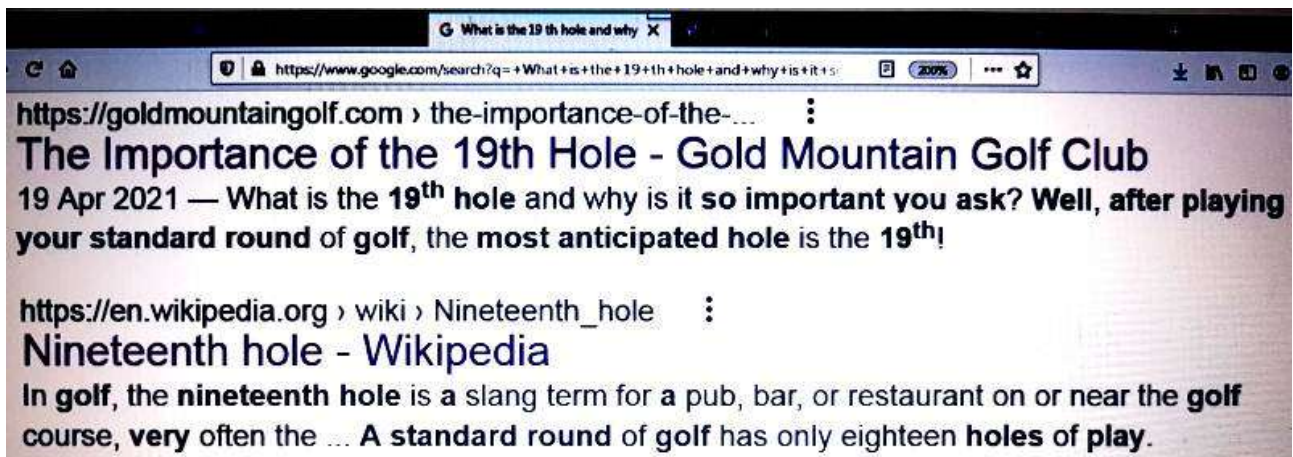 G What is the 19 th hole and why X
https://www.google.com/search?q=+What+is+the+19+th+hole+and+why+is+it+s 200%
https://goldmountaingolf.com › the-importance-of-the-...
The Importance of the 19th Hole - Gold Mountain Golf Club
19 Apr 2021 — What is the 19th hole and why is it so important you ask? Well, after playing
your standard round of golf, the most anticipated hole is the 19th!
https://en.wikipedia.org › wiki › Nineteenth_hole
Nineteenth hole - Wikipedia
In golf, the nineteenth hole is a slang term for a pub, bar, or restaurant on or near the golf
course, very often the ... A standard round of golf has only eighteen holes of play.